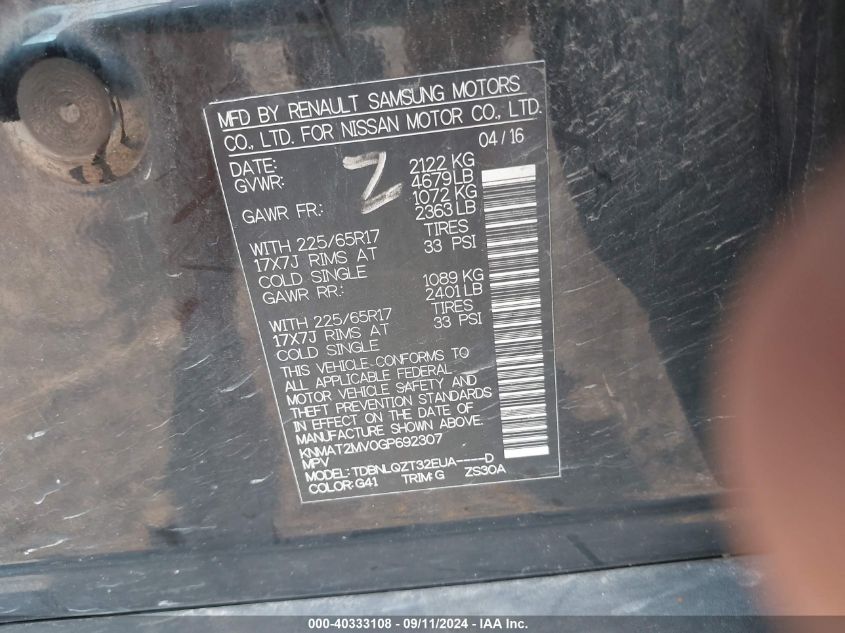 MFD BY RENAULT SAMSUNG MOTORS
CO., LTD. FOR NISSAN MOTOR CO., LTD.
DATE: 04 / 16
GVWR: 2122 KG
4679 LB
GAWR FR.: 1072 KG
2363 LB
WITH 225/65R17 TIRES
17X7J RIMS AT 33 PSI
COLD SINGLE
GAWR RR.: 1089 KG
2401 LB
WITH 225/65R17 TIRES
17X7J RIMS AT 33 PSI
COLD SINGLE
THIS VEHICLE CONFORMS TO
ALL APPLICABLE FEDERAL
MOTOR VEHICLE SAFETY AND
THEFT PREVENTION STANDARDS
IN EFFECT ON THE DATE OF
MANUFACTURE SHOWN ABOVE.
KNMAT2MV0GP692307
MPV
MODEL: TDBNLQZT32EUA----D
COLOR: G41 TRIM: G ZS30A
Z
000-40333108 - 09/11/2024 - IAA Inc.